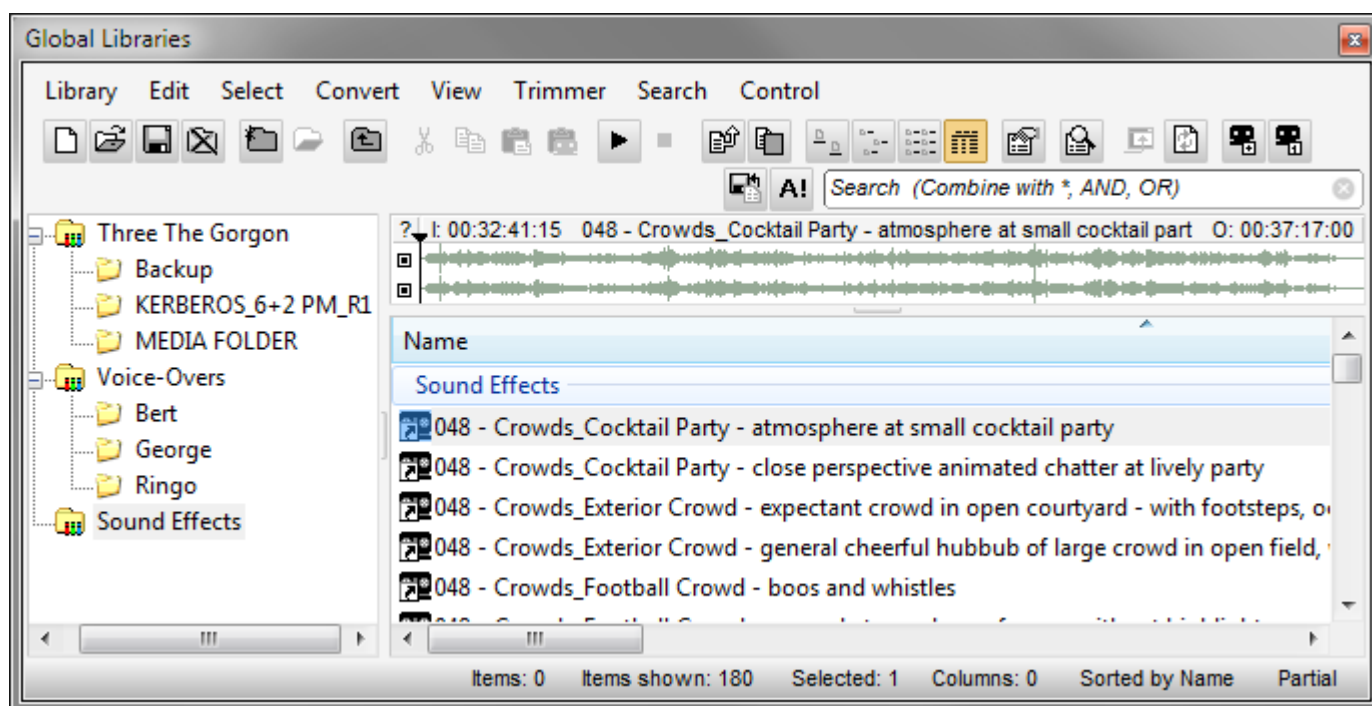 Global Libraries
Library Edit Select Convert View Trimmer Search Control
A! Search (Combine with *, AND, OR)
Three The Gorgon
Backup
KERBEROS_6+2 PM_R1
MEDIA FOLDER
Voice-Overs
Bert
George
Ringo
Sound Effects
? I: 00:32:41:15 048 - Crowds_Cocktail Party - atmosphere at small cocktail part O: 00:37:17:00
Name
Sound Effects
048 - Crowds_Cocktail Party - atmosphere at small cocktail party
048 - Crowds_Cocktail Party - close perspective animated chatter at lively party
048 - Crowds_Exterior Crowd - expectant crowd in open courtyard - with footsteps,
048 - Crowds_Exterior Crowd - general cheerful hubbub of large crowd in open field,
048 - Crowds_Football Crowd - boos and whistles
Items: 0 Items shown: 180 Selected: 1 Columns: 0 Sorted by Name Partial